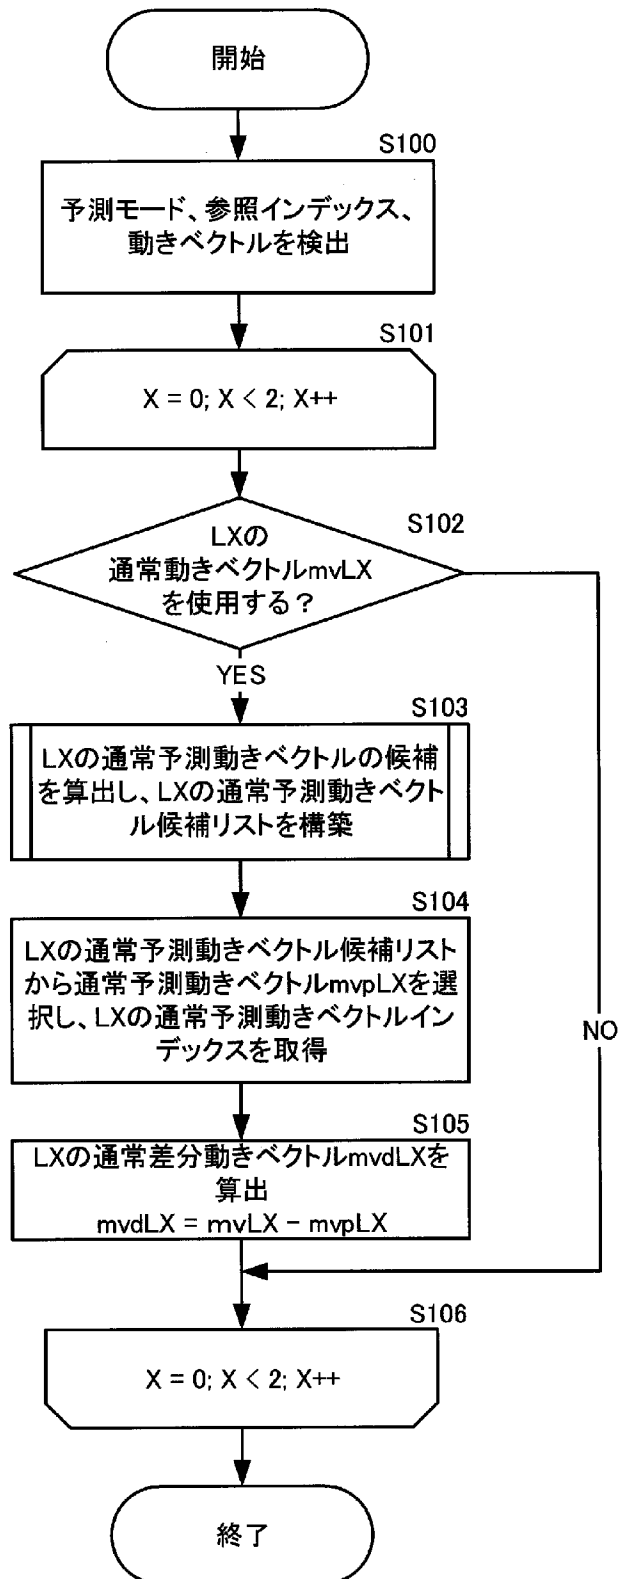 開始
S100
予測モード、参照インデックス、
動きベクトルを検出
S101
X = 0; X < 2; X++
S102
LXの
通常動きベクトルmvLX
を使用する？
YES
S103
LXの通常予測動きベクトルの候補
を算出し、LXの通常予測動きベクト
ル候補リストを構築
S104
LXの通常予測動きベクトル候補リスト
から通常予測動きベクトルmvpLXを選
択し、LXの通常予測動きベクトルイン
デックスを取得
NO
S105
LXの通常差分動きベクトルmvdLXを
算出
mvdLX = mvLX - mvpLX
S106
X = 0; X < 2; X++
終了